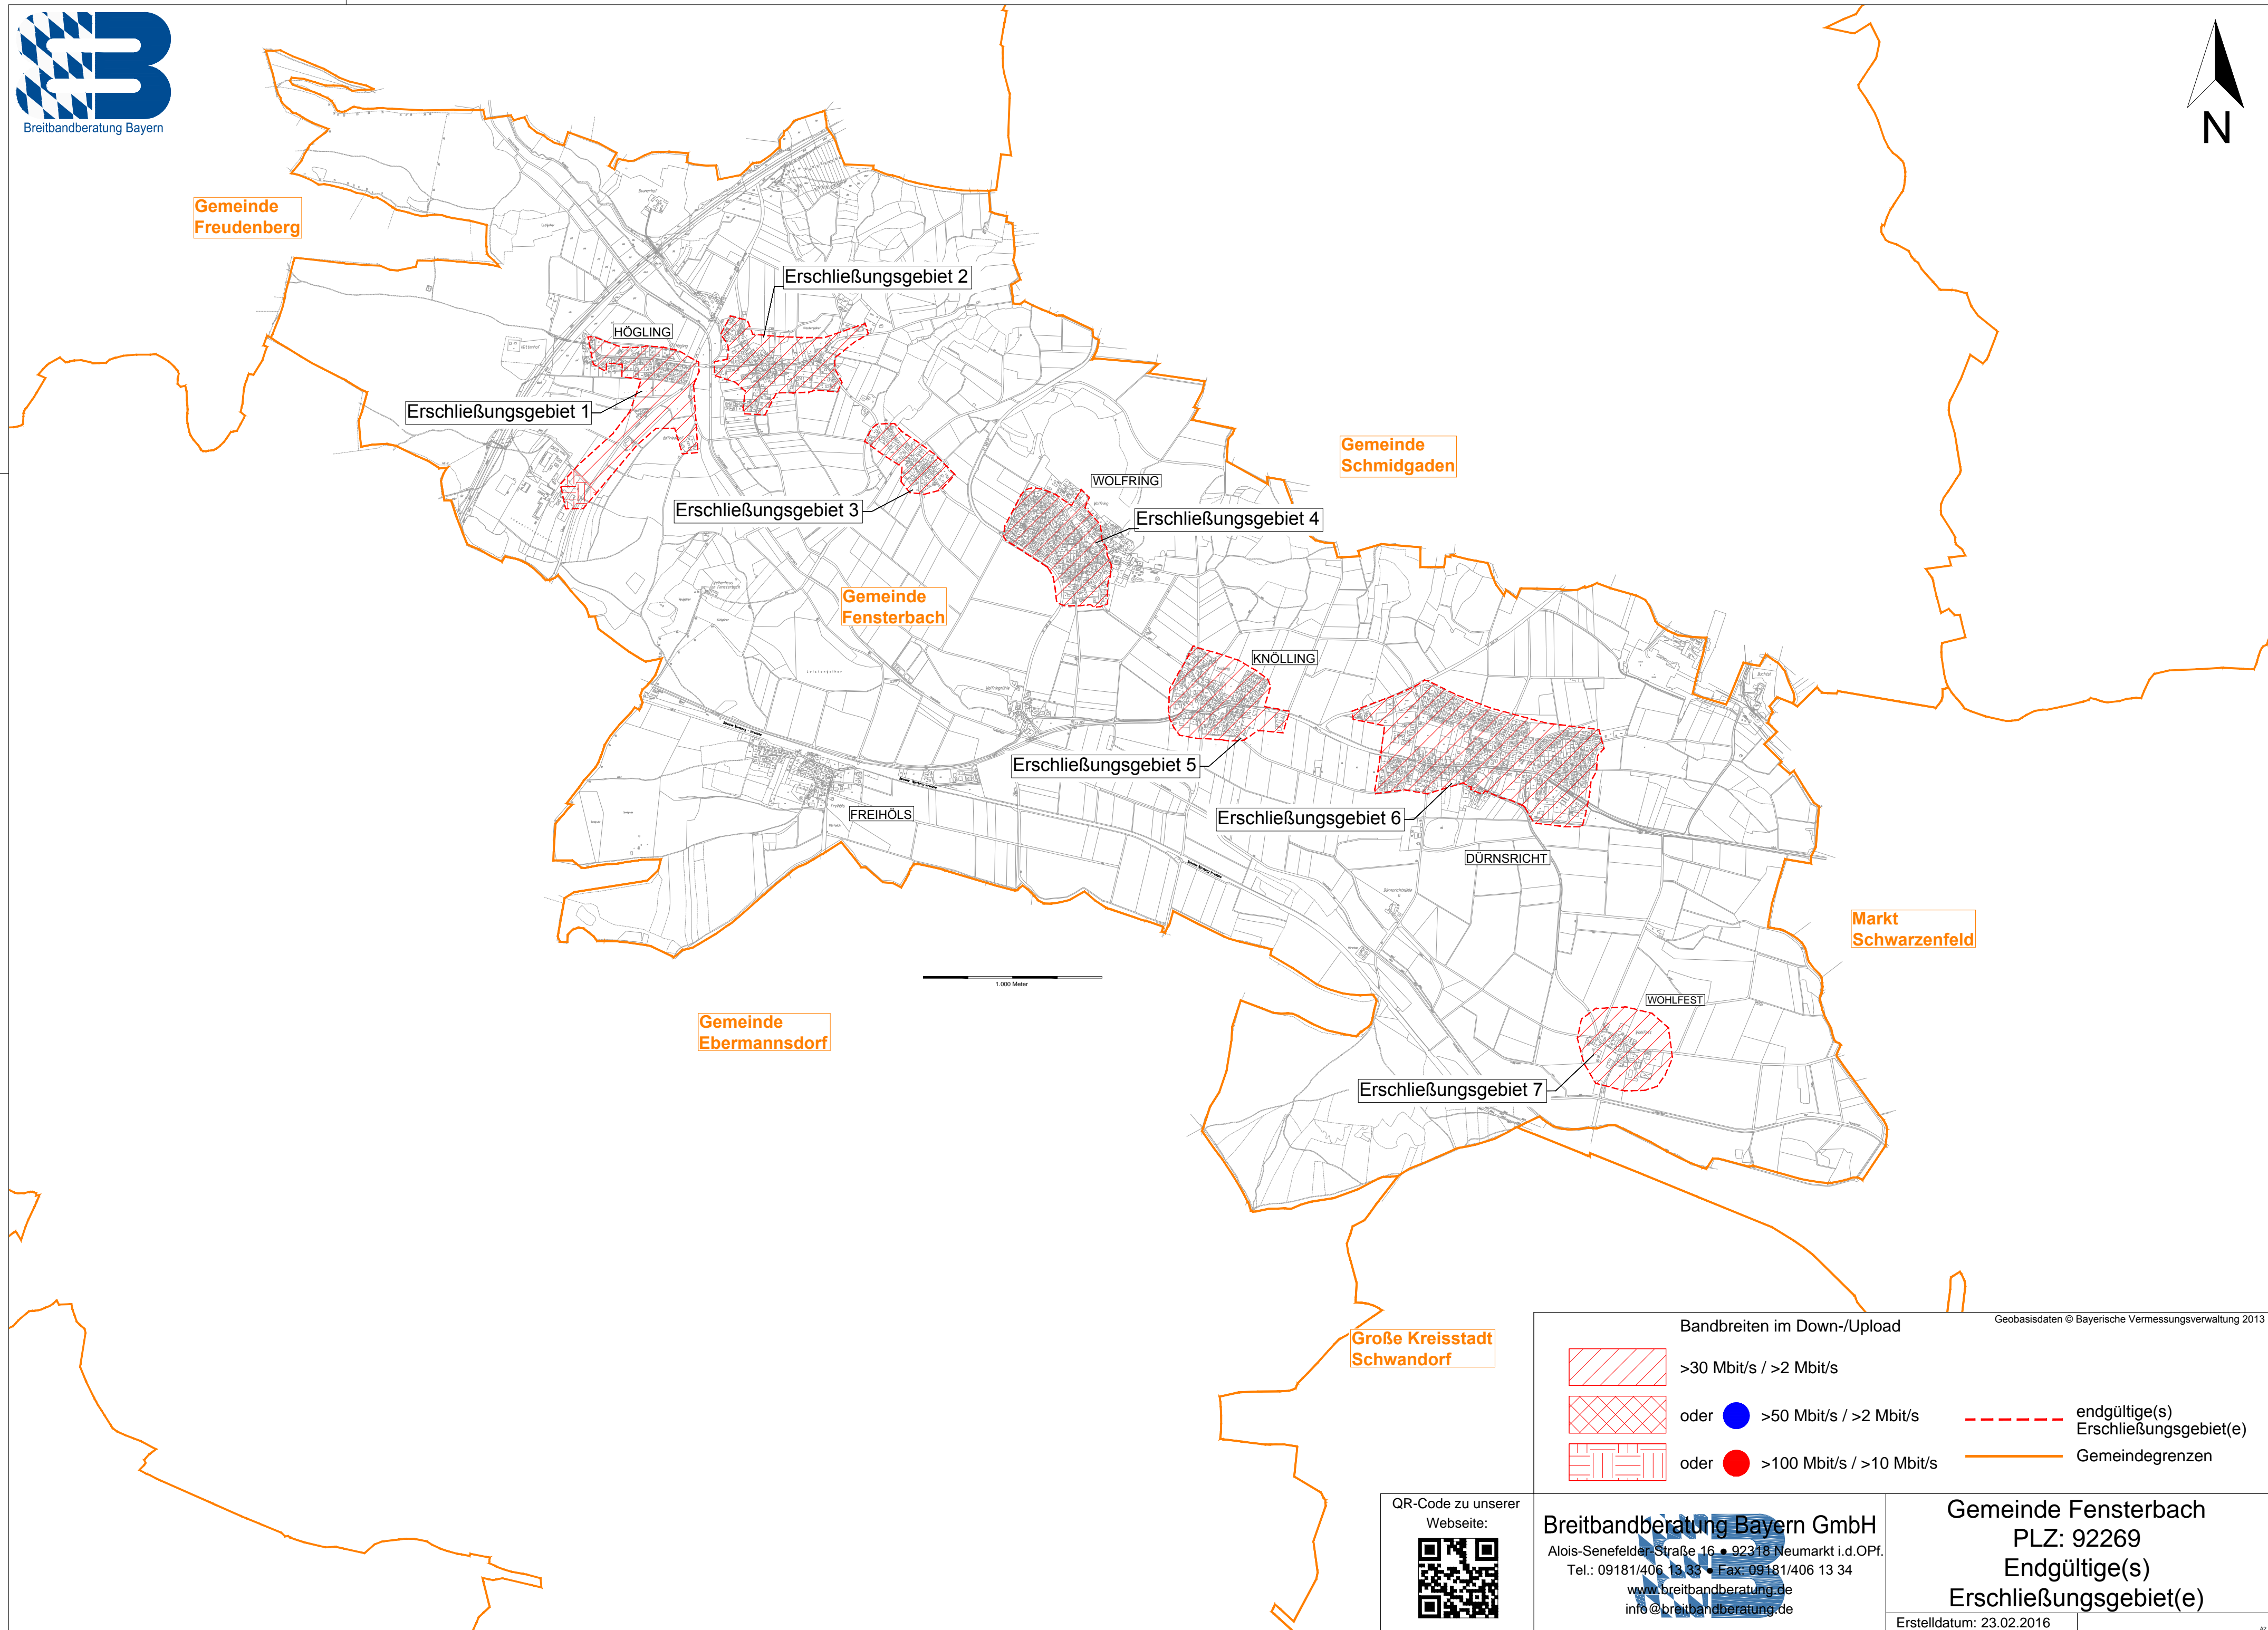 Breitbandberatung Bayern
N
Gemeinde
Freudenberg
Erschließungsgebiet 2
HÖGLING
Erschließungsgebiet 1
Gemeinde
Schmidgaden
WOLFRING
Erschließungsgebiet 3
Erschließungsgebiet 4
Gemeinde
Fensterbach
KNÖLLING
Erschließungsgebiet 5
FREIHÖLS
Erschließungsgebiet 6
DÜRNSRICHT
Markt
Schwarzenfeld
1.000 Meter
WOHLFEST
Gemeinde
Ebermannsdorf
Erschließungsgebiet 7
Große Kreisstadt
Schwandorf
Bandbreiten im Down-/Upload
Geobasisdaten © Bayerische Vermessungsverwaltung 2013
>30 Mbit/s / >2 Mbit/s
oder >50 Mbit/s / >2 Mbit/s
endgültige(s)
Erschließungsgebiet(e)
oder >100 Mbit/s / >10 Mbit/s
Gemeindegrenzen
QR-Code zu unserer
Webseite:
Breitbandberatung Bayern GmbH
Alois-Senefelder-Straße 16 ● 92318 Neumarkt i.d.OPf.
Tel.: 09181/406 13 33 ● Fax: 09181/406 13 34
www.breitbandberatung.de
info@breitbandberatung.de
Gemeinde Fensterbach
PLZ: 92269
Endgültige(s)
Erschließungsgebiet(e)
Erstelldatum: 23.02.2016